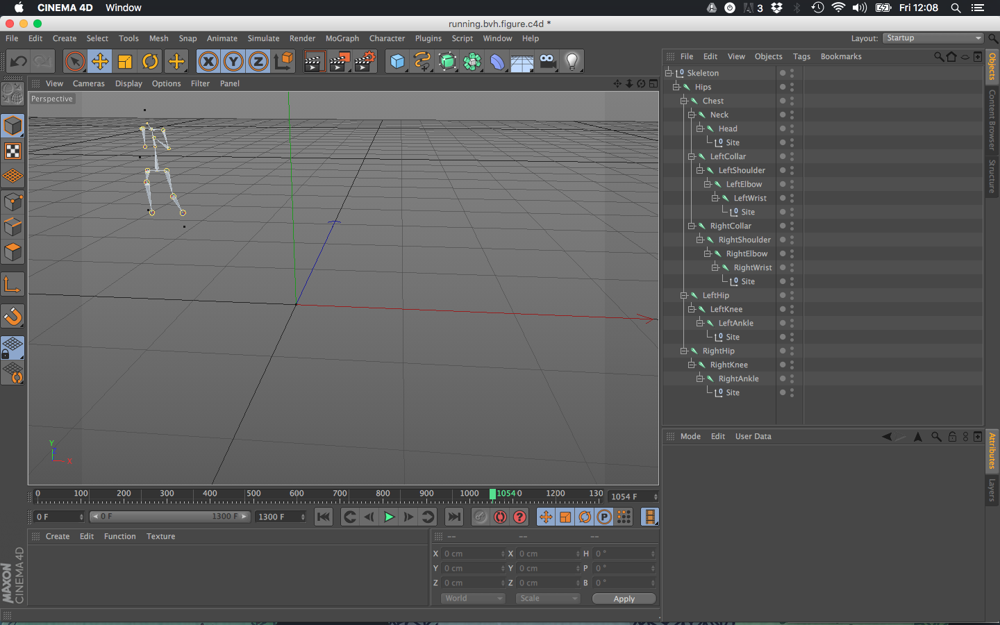 CINEMA 4D Window 3 Fri 12:08
running.bvh.figure.c4d *
File Edit Create Select Tools Mesh Snap Animate Simulate Render MoGraph Character Plugins Script Window Help Layout: Startup
X Y Z
File Edit View Objects Tags Bookmarks
Objects
Content Browser
Structure
View Cameras Display Options Filter Panel
Perspective
Skeleton
Hips
Chest
Neck
Head
Site
LeftCollar
LeftShoulder
LeftElbow
LeftWrist
Site
RightCollar
RightShoulder
RightElbow
RightWrist
Site
LeftHip
LeftKnee
LeftAnkle
Site
RightHip
RightKnee
RightAnkle
Site
Y
Z
X
Mode Edit User Data
Attributes
Layers
0 100 200 300 400 500 600 700 800 900 1000 1054 0 1200 130 1054 F
0 F 0 F 1300 F 1300 F P
Create Edit Function Texture
-- -- --
X 0 cm X 0 cm H 0 °
Y 0 cm Y 0 cm P 0 °
Z 0 cm Z 0 cm B 0 °
World Scale Apply
MAXON
CINEMA 4D